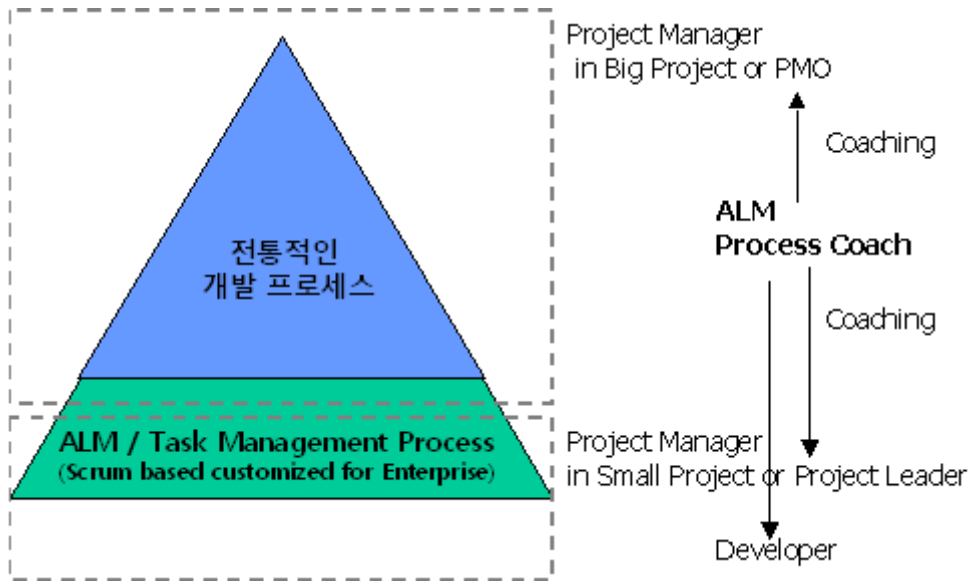 Project Manager
in Big Project or PMO
Coaching
ALM
Process Coach
전통적인
개발 프로세스
Coaching
ALM / Task Management Process
(Scrum based customized for Enterprise)
Project Manager
in Small Project or Project Leader
Developer